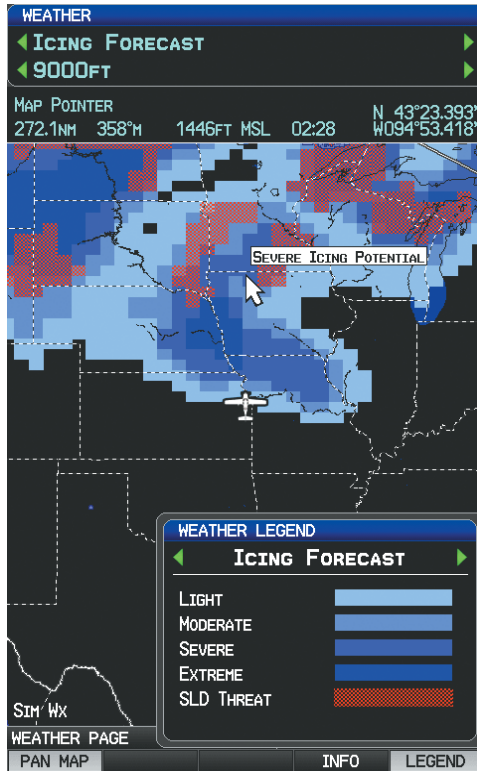 WEATHER
ICING FORECAST
9000FT
MAP POINTER
272.1NM 358°M 1446FT MSL 02:28 N 43°23.393'
W094°53.418'
SEVERE ICING POTENTIAL
WEATHER LEGEND
ICING FORECAST
LIGHT
MODERATE
SEVERE
EXTREME
SLD THREAT
SIM WX
WEATHER PAGE
PAN MAP INFO LEGEND